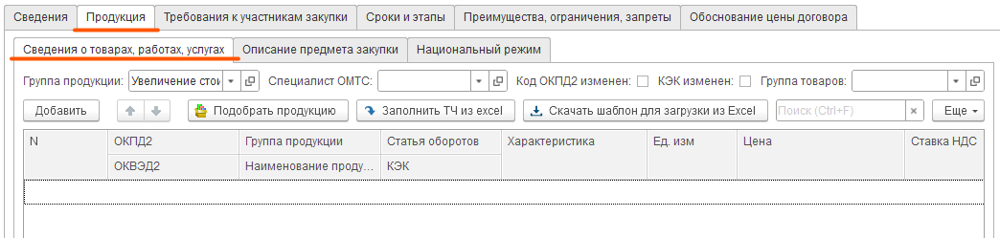 Сведения Продукция Требования к участникам закупки Сроки и этапы Преимущества, ограничения, запреты Обоснование цены договора
Сведения о товарах, работах, услугах Описание предмета закупки Национальный режим
Группа продукции: Увеличение стои Специалист ОМТС: Код ОКПД2 изменен: КЭК изменен: Группа товаров:
Добавить Подобрать продукцию Заполнить ТЧ из excel Скачать шаблон для загрузки из Excel Поиск (Ctrl+F) × Еще
N ОКПД2 Группа продукции Статья оборотов Характеристика Ед. изм Цена Ставка НДС
ОКВЭД2 Наименование проду... КЭК